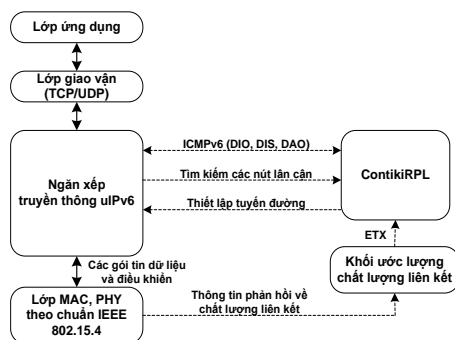 Lớp ứng dụng
Lớp giao vận
(TCP/UDP)
ICMPv6 (DIO, DIS, DAO)
Ngăn xếp
truyền thông uIPv6
Tìm kiếm các nút lân cận
ContikiRPL
Thiết lập tuyến đường
ETX
Các gói tin dữ liệu
và điều khiển
Khối ước lượng
chất lượng liên kết
Lớp MAC, PHY
theo chuẩn IEEE
802.15.4
Thông tin phản hồi về
chất lượng liên kết